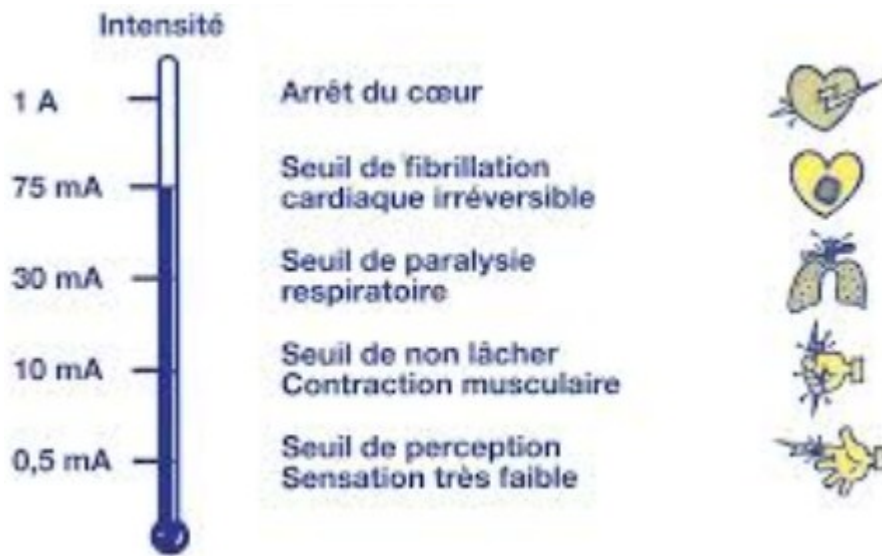 Intensité
1 A
Arrêt du cœur
75 mA
Seuil de fibrillation
cardiaque irréversible
30 mA
Seuil de paralysie
respiratoire
10 mA
Seuil de non lâcher
Contraction musculaire
0,5 mA
Seuil de perception
Sensation très faible